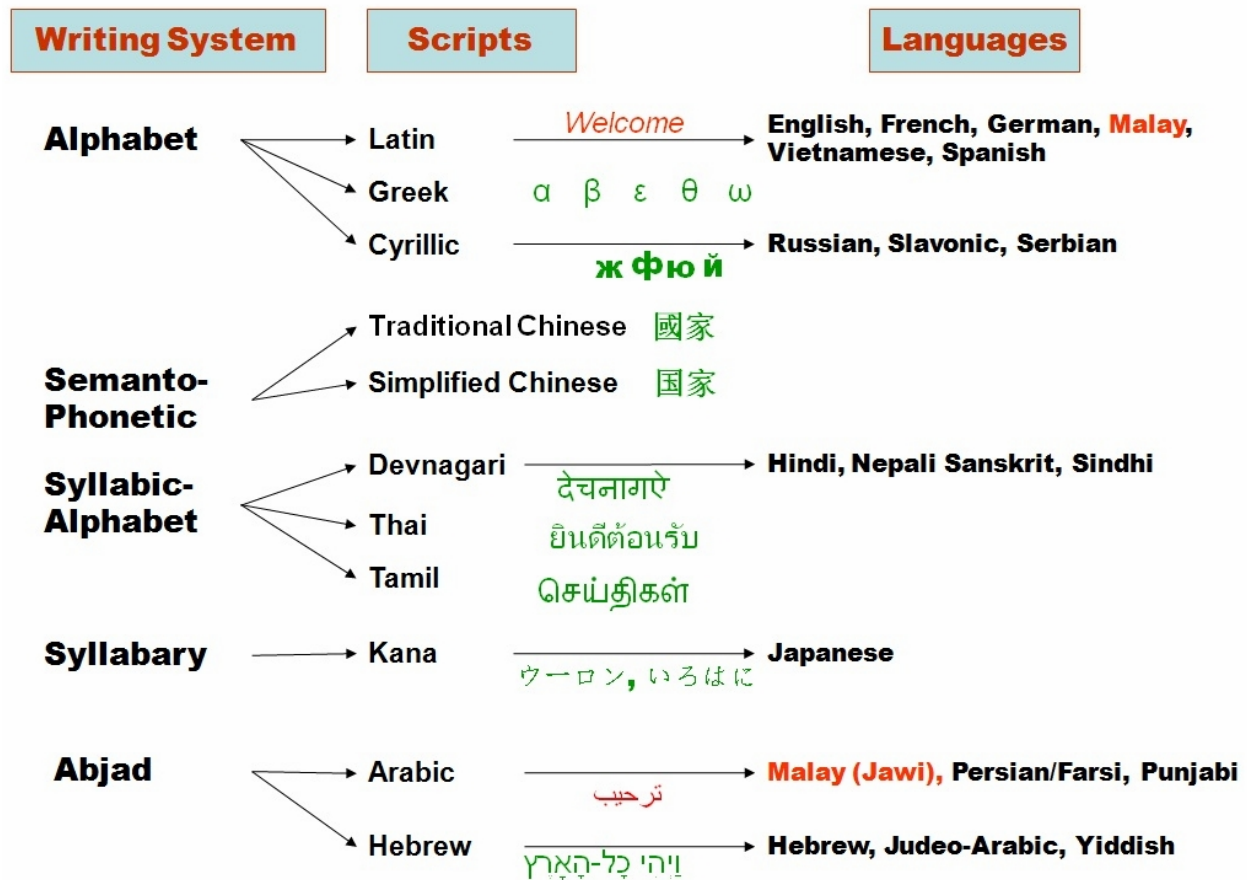 Writing System Scripts Languages
Alphabet Latin Welcome English, French, German, Malay,
Vietnamese, Spanish
Greek α β ε θ ω
Cyrillic Russian, Slavonic, Serbian
ж ф ю й
Traditional Chinese 國家
Semanto-
Phonetic
Simplified Chinese 国家
Syllabic-
Alphabet
Devnagari Hindi, Nepali Sanskrit, Sindhi
देचनागऐ
Thai ยินดีต้อนรับ
Tamil செய்திகள்
Syllabary Kana Japanese
ウーロン, いろはに
Abjad Arabic Malay (Jawi), Persian/Farsi, Punjabi
ترحيب
Hebrew Hebrew, Judeo-Arabic, Yiddish
וַיְהִי כָל-הָאָרֶץ